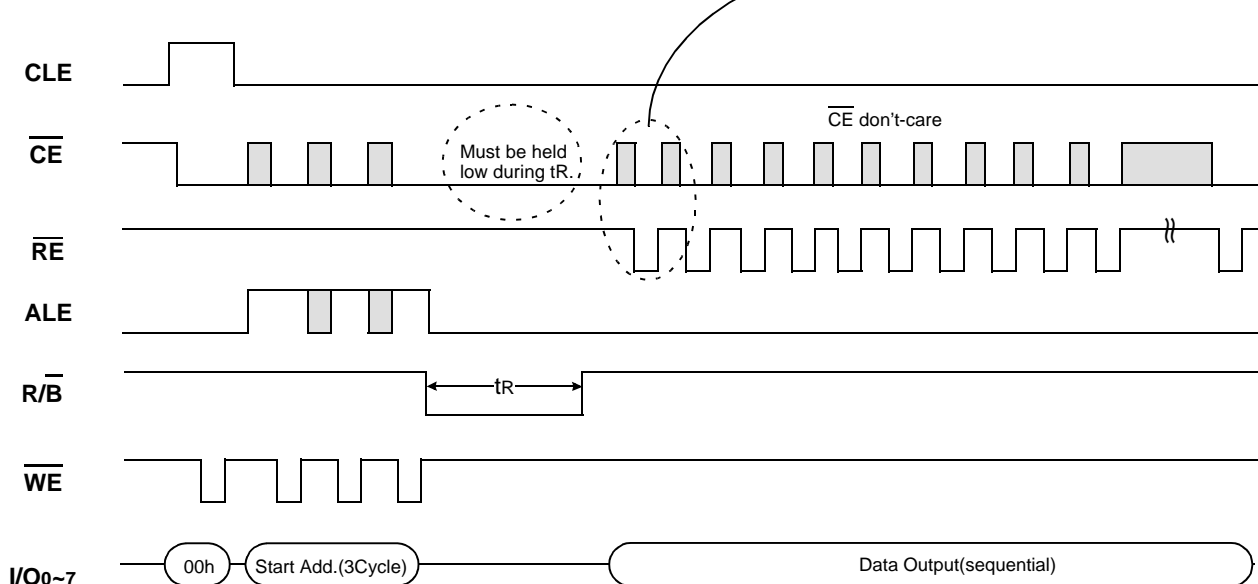 CLE
CE don't-care
CE
Must be held
low during tR.
RE
ALE
R/B
tR
WE
I/O0~7
00h
Start Add.(3Cycle)
Data Output(sequential)